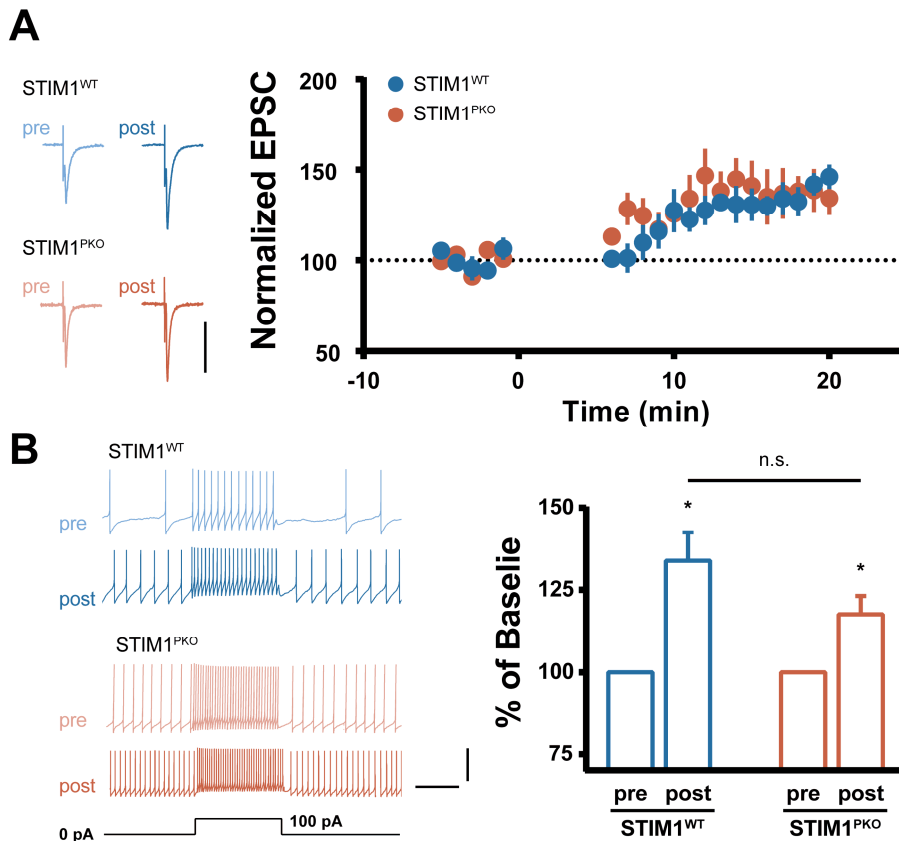 A
STIM1WT
pre post
STIM1PKO
pre post
Normalized EPSC
200
150
100
50
STIM1WT
STIM1PKO
-10 0 10 20
Time (min)
B
STIM1WT
pre
post
STIM1PKO
pre
post
0 pA
100 pA
% of Baselie
150
125
100
75
n.s.
*
*
pre post pre post
STIM1WT STIM1PKO